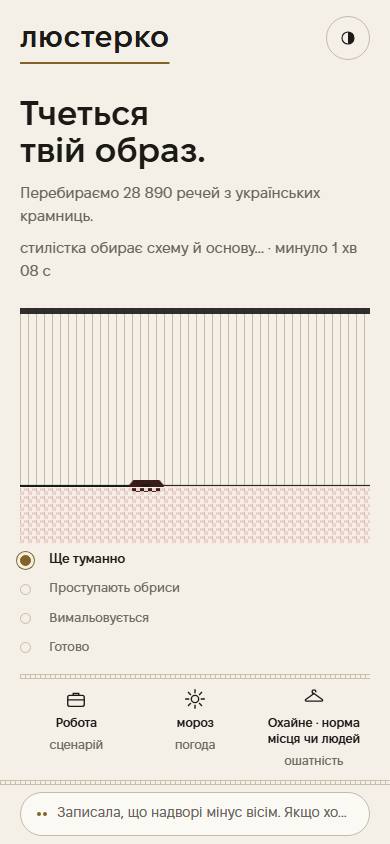 люстерко
Тчеться
твій образ.
Перебираємо 28 890 речей з українських
крамниць.
стилістка обирає схему й основу... · минуло 1 хв
08 с
Ще туманно
Проступають обриси
Вимальовується
Готово
Робота
сценарій
мороз
погода
Охайне · норма
місця чи людей
ошатність
Записала, що надворі мінус вісім. Якщо хо...